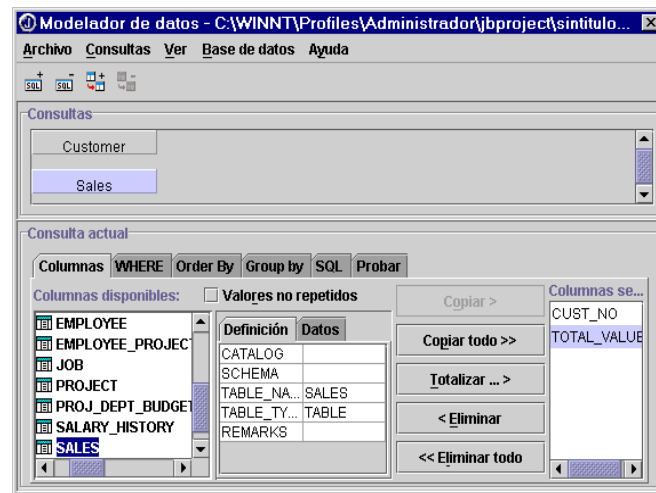 Modelador de datos - C:\WINNT\Profiles\Administrador\jbproject\sintitulo...
Archivo Consultas Ver Base de datos Ayuda
SQL SQL
Consultas
Customer
Sales
Consulta actual
Columnas WHERE Order By Group by SQL Probar
Columnas disponibles: Valores no repetidos
EMPLOYEE
EMPLOYEE_PROJEC
JOB
PROJECT
PROJ_DEPT_BUDGET
SALARY_HISTORY
SALES
Definición Datos
CATALOG
SCHEMA
TABLE_NA... SALES
TABLE_TY... TABLE
REMARKS
Copiar >
Copiar todo >>
Totalizar ... >
< Eliminar
<< Eliminar todo
Columnas se...
CUST_NO
TOTAL_VALUE